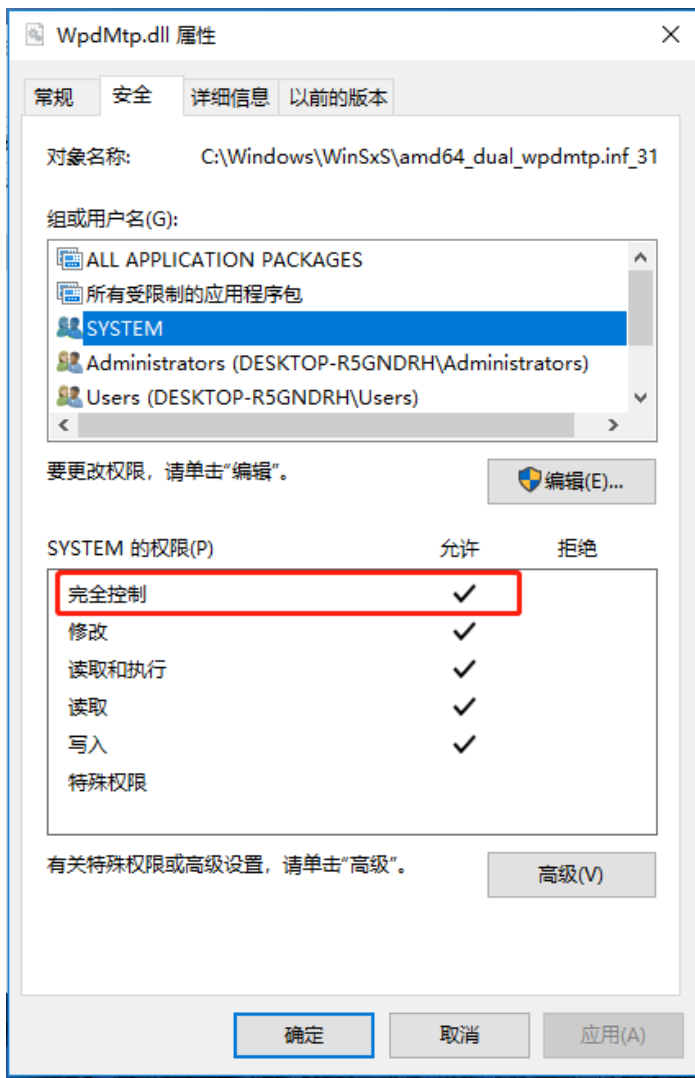 WpdMtp.dll 属性
常规 安全 详细信息 以前的版本
对象名称: C:\Windows\WinSxS\amd64_dual_wpdmtp.inf_31
组或用户名(G):
ALL APPLICATION PACKAGES
所有受限制的应用程序包
SYSTEM
Administrators (DESKTOP-R5GNDRH\Administrators)
Users (DESKTOP-R5GNDRH\Users)
要更改权限，请单击“编辑”。 编辑(E)...
SYSTEM 的权限(P) 允许 拒绝
完全控制
修改
读取和执行
读取
写入
特殊权限
有关特殊权限或高级设置，请单击“高级”。 高级(V)
确定 取消 应用(A)